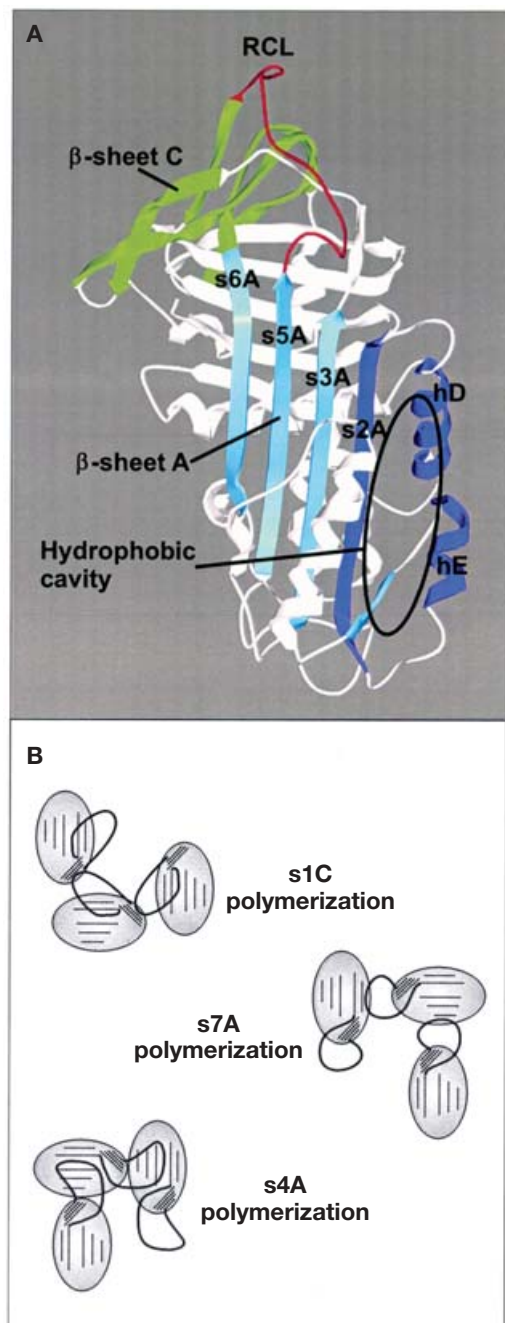 A
RCL
β-sheet C
s6A
s5A
s3A
hD
s2A
β-sheet A
Hydrophobic
cavity
hE
B
s1C
polymerization
s7A
polymerization
s4A
polymerization